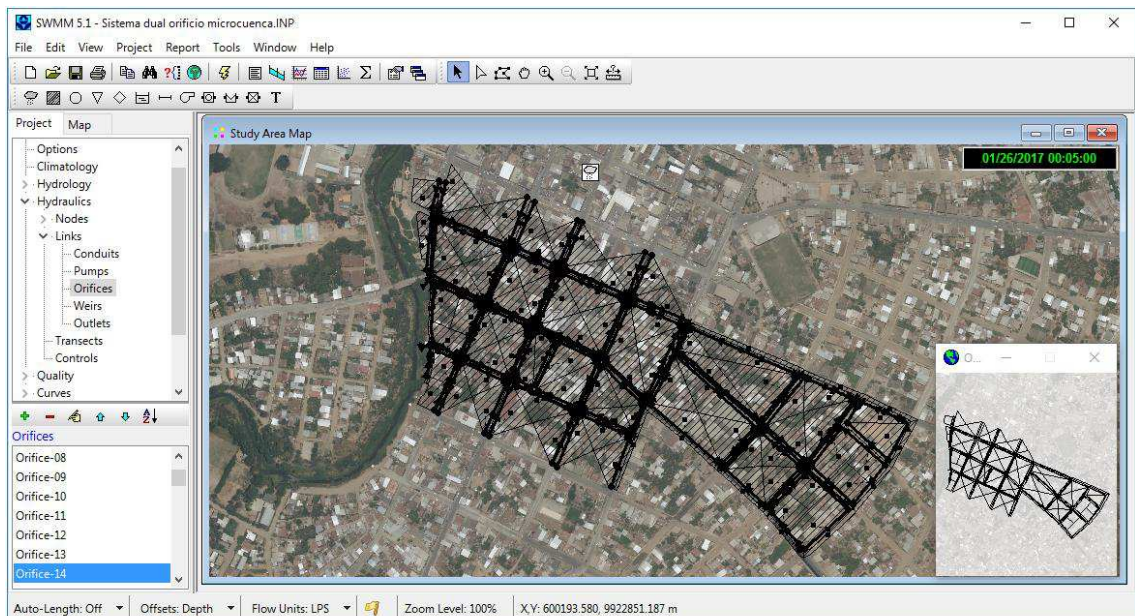 SWMM 5.1 - Sistema dual orificio microcuenca.INP
File Edit View Project Report Tools Window Help
T
Project Map
Options
Climatology
Hydrology
Hydraulics
Nodes
Links
Conduits
Pumps
Orifices
Weirs
Outlets
Transects
Controls
Quality
Curves
Orifices
Orifice-08
Orifice-09
Orifice-10
Orifice-11
Orifice-12
Orifice-13
Orifice-14
Study Area Map
01/26/2017 00:05:00
O...
Auto-Length: Off Offsets: Depth Flow Units: LPS Zoom Level: 100% X,Y: 600193.580, 9922851.187 m